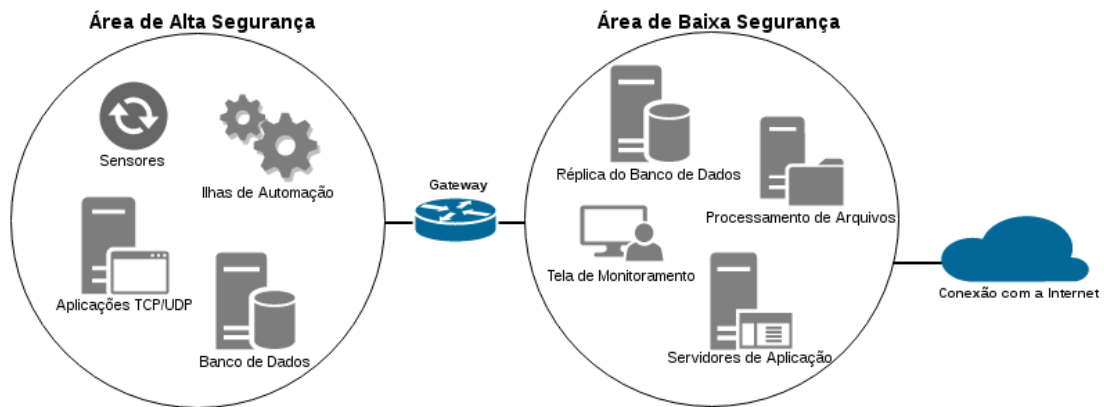 Área de Alta Segurança
Sensores
Ilhas de Automação
Aplicações TCP/UDP
Banco de Dados
Gateway
Área de Baixa Segurança
Réplica do Banco de Dados
Processamento de Arquivos
Tela de Monitoramento
Servidores de Aplicação
Conexão com a Internet